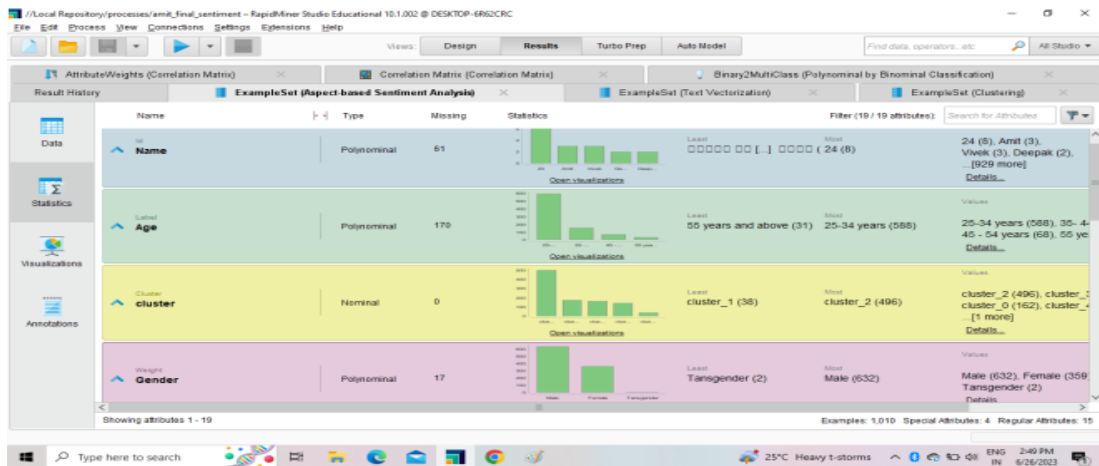 //Local Repository/processes/amit_final_sentiment – RapidMiner Studio Educational 10.1.002 @ DESKTOP-6R62CRC
File Edit Process View Connections Settings Extensions Help
Views: Design Results Turbo Prep Auto Model Find data, operators...etc All Studio
AttributeWeights (Correlation Matrix) Correlation Matrix (Correlation Matrix) Binary2MultiClass (Polynominal by Binominal Classification)
Result History ExampleSet (Aspect-based Sentiment Analysis) ExampleSet (Text Vectorization) ExampleSet (Clustering)
Name Type Missing Statistics Filter (19 / 19 attributes): Search for Attributes
Data
Id
Name Polynominal 61
Least
Most
24 (8)
24 (8), Amit (3),
Vivek (3), Deepak (2),
...[929 more]
Open visualizations
Details...
Statistics
Label
Age Polynominal 170
Least
55 years and above (31)
Most
25-34 years (588)
Values
25-34 years (588), 35- 4
45 - 54 years (68), 55 ye
Details...
Open visualizations
Visualizations
Cluster
cluster Nominal 0
Least
cluster_1 (38)
Most
cluster_2 (496)
Values
cluster_2 (496), cluster_
cluster_0 (162), cluster_
...[1 more]
Details...
Open visualizations
Annotations
Weight
Gender Polynominal 17
Male Female Tansgender
Least
Tansgender (2)
Most
Male (632)
Values
Male (632), Female (359
Tansgender (2)
Details...
Showing attributes 1 - 19 Examples: 1,010 Special Attributes: 4 Regular Attributes: 15
Type here to search 25°C Heavy t-storms ENG IN 2:49 PM 6/26/2023